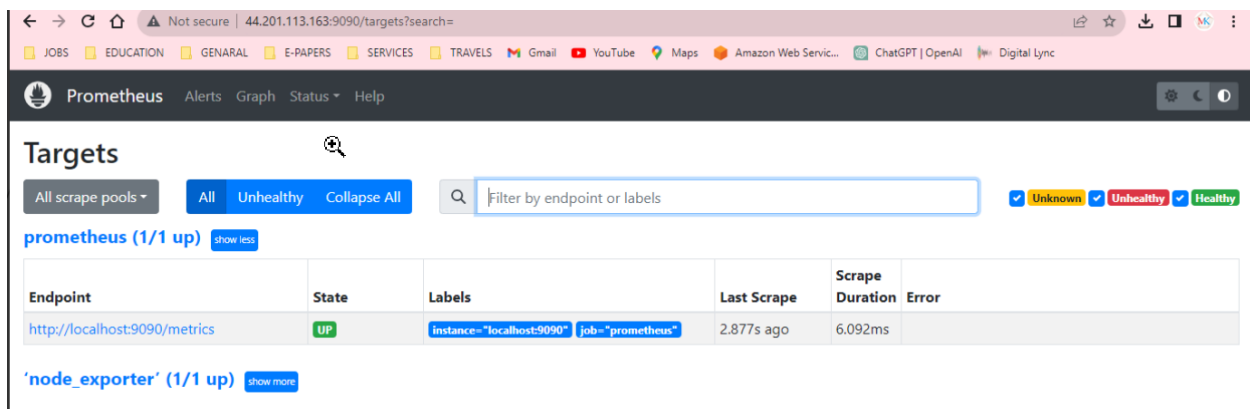 Not secure | 44.201.113.163:9090/targets?search=
MK
JOBS EDUCATION GENARAL E-PAPERS SERVICES TRAVELS Gmail YouTube Maps Amazon Web Servic... ChatGPT | OpenAI Digital Lync
Prometheus Alerts Graph Status Help
Targets
All scrape pools All Unhealthy Collapse All Filter by endpoint or labels Unknown Unhealthy Healthy
prometheus (1/1 up) show less
Endpoint State Labels Last Scrape Scrape Duration Error
http://localhost:9090/metrics UP instance="localhost:9090" job="prometheus" 2.877s ago 6.092ms
‘node_exporter’ (1/1 up) show more